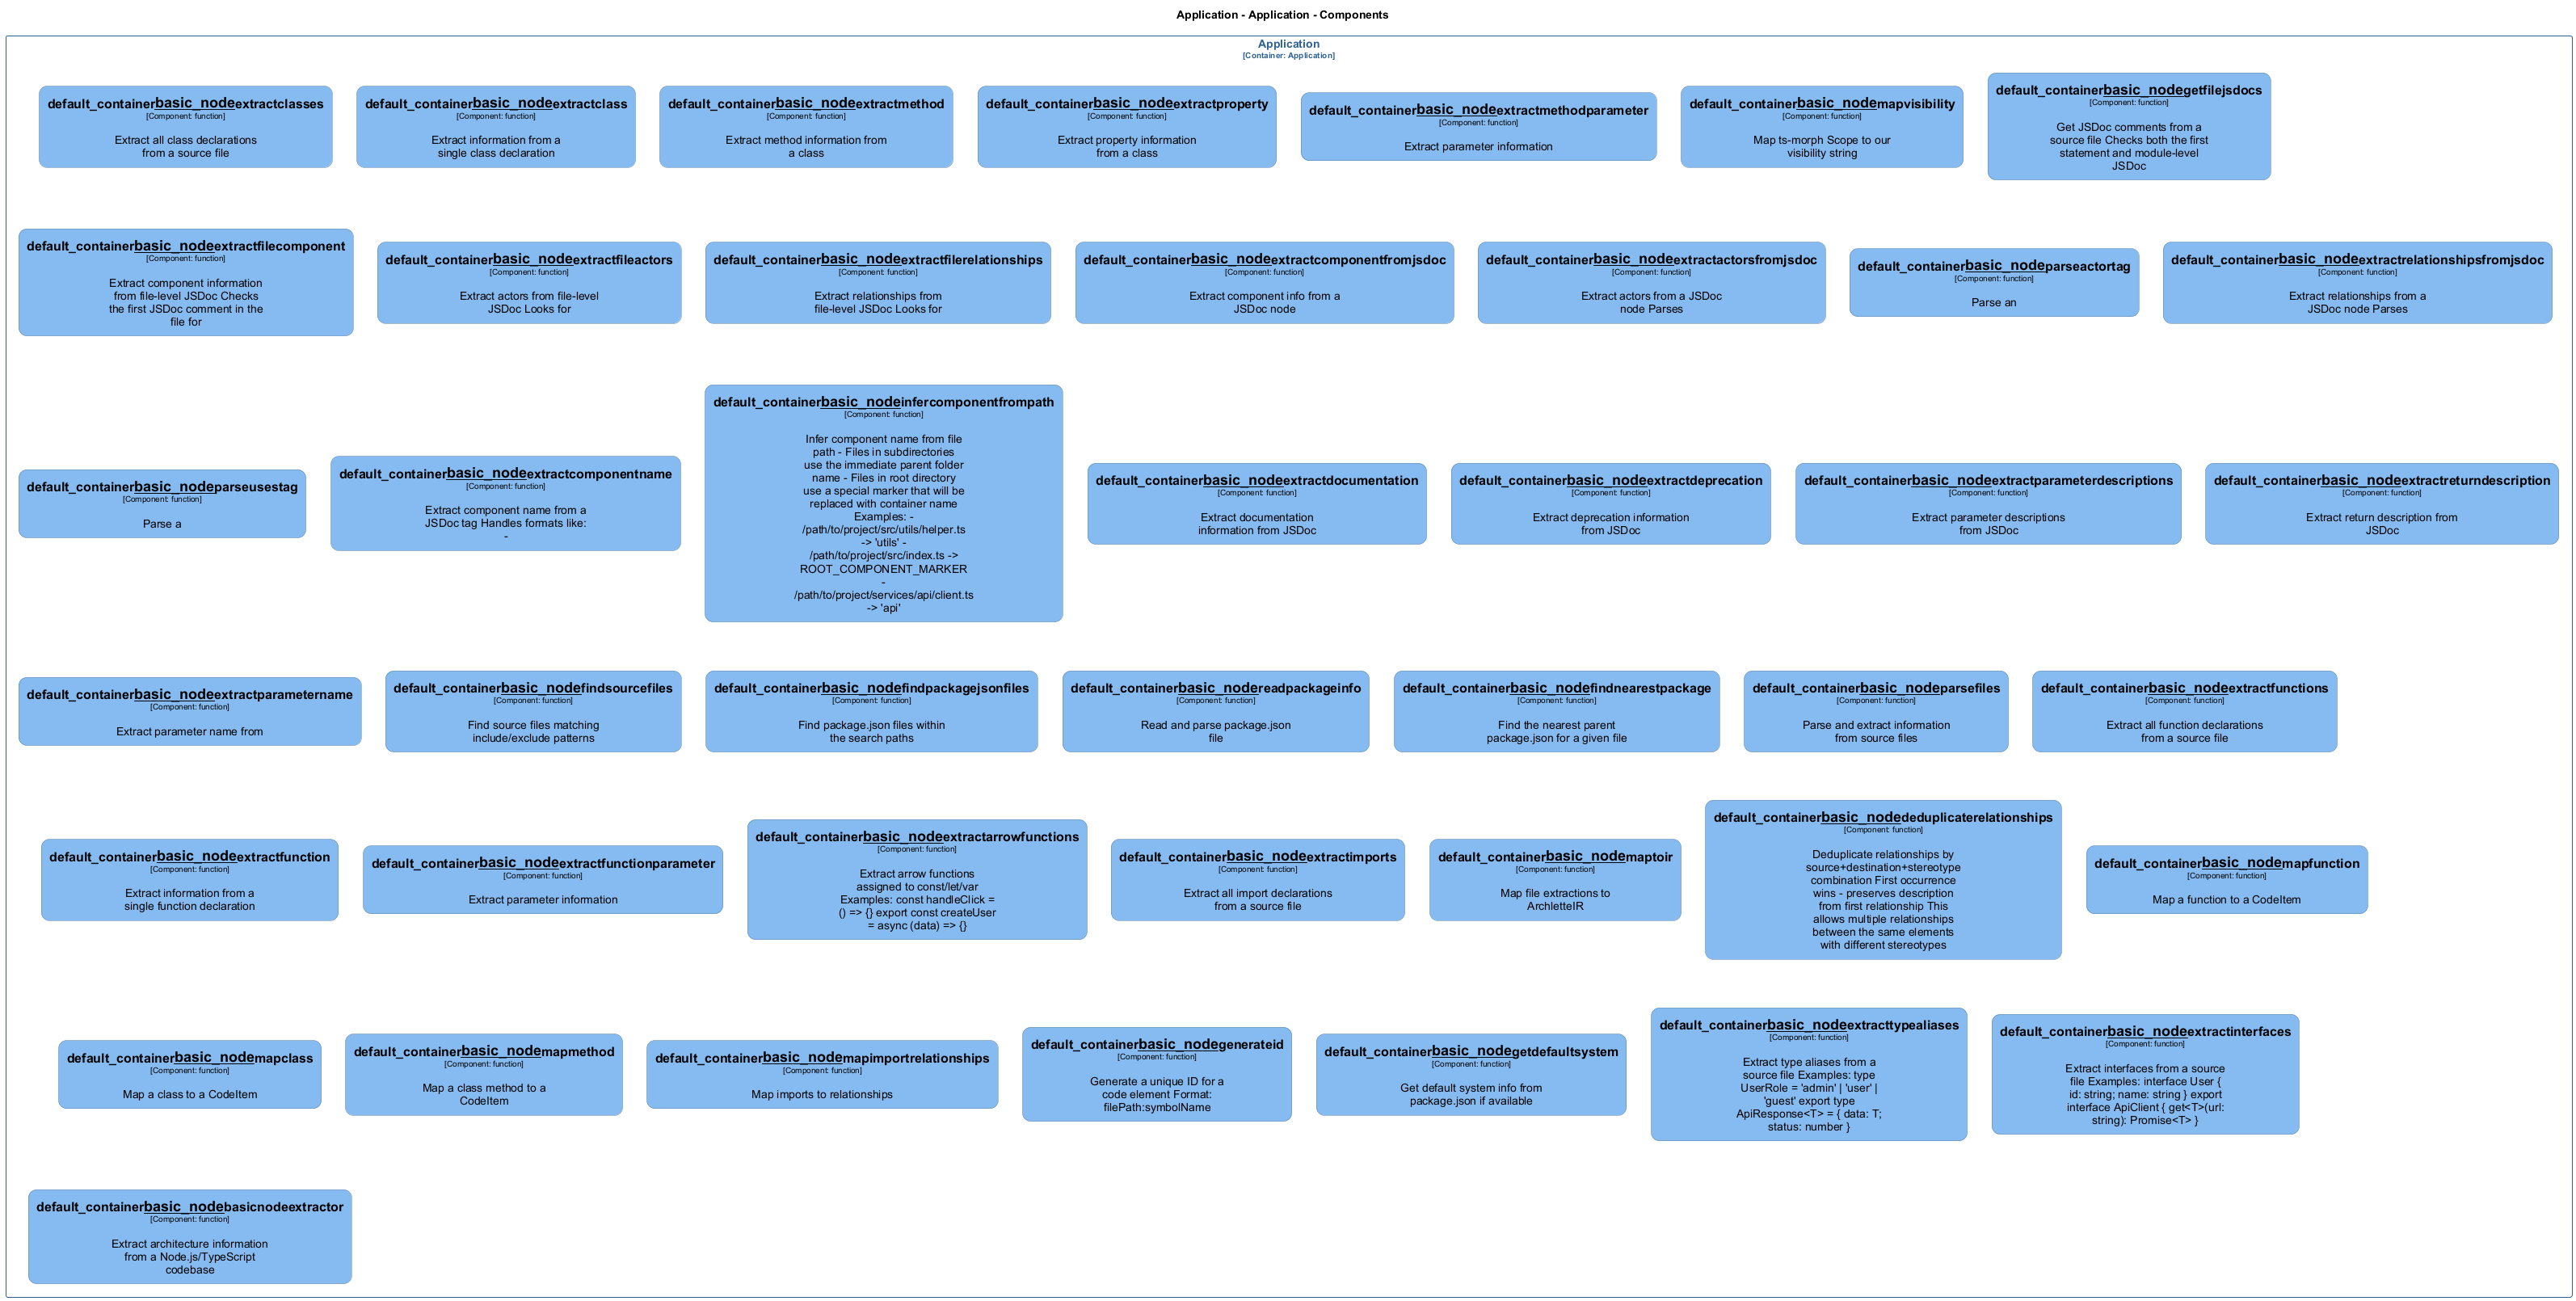 Application - Application - Components
Application
[Container: Application]
default_containerbasic_nodeextractclasses
[Component: function]
Extract all class declarations
from a source file
default_containerbasic_nodeextractclass
[Component: function]
Extract information from a
single class declaration
default_containerbasic_nodeextractmethod
[Component: function]
Extract method information from
a class
default_containerbasic_nodeextractproperty
[Component: function]
Extract property information
from a class
default_containerbasic_nodeextractmethodparameter
[Component: function]
Extract parameter information
default_containerbasic_nodemapvisibility
[Component: function]
Map ts-morph Scope to our
visibility string
default_containerbasic_nodegetfilejsdocs
[Component: function]
Get JSDoc comments from a
source file Checks both the first
statement and module-level
JSDoc
default_containerbasic_nodeextractfilecomponent
[Component: function]
Extract component information
from file-level JSDoc Checks
the first JSDoc comment in the
file for
default_containerbasic_nodeextractfileactors
[Component: function]
Extract actors from file-level
JSDoc Looks for
default_containerbasic_nodeextractfilerelationships
[Component: function]
Extract relationships from
file-level JSDoc Looks for
default_containerbasic_nodeextractcomponentfromjsdoc
[Component: function]
Extract component info from a
JSDoc node
default_containerbasic_nodeextractactorsfromjsdoc
[Component: function]
Extract actors from a JSDoc
node Parses
default_containerbasic_nodeparseactortag
[Component: function]
Parse an
default_containerbasic_nodeextractrelationshipsfromjsdoc
[Component: function]
Extract relationships from a
JSDoc node Parses
default_containerbasic_nodeparseusestag
[Component: function]
Parse a
default_containerbasic_nodeextractcomponentname
[Component: function]
Extract component name from a
JSDoc tag Handles formats like:
-
default_containerbasic_nodeinfercomponentfrompath
[Component: function]
Infer component name from file
path - Files in subdirectories
use the immediate parent folder
name - Files in root directory
use a special marker that will be
replaced with container name
Examples: -
/path/to/project/src/utils/helper.ts
-> 'utils' -
/path/to/project/src/index.ts ->
ROOT_COMPONENT_MARKER
-
/path/to/project/services/api/client.ts
-> 'api'
default_containerbasic_nodeextractdocumentation
[Component: function]
Extract documentation
information from JSDoc
default_containerbasic_nodeextractdeprecation
[Component: function]
Extract deprecation information
from JSDoc
default_containerbasic_nodeextractparameterdescriptions
[Component: function]
Extract parameter descriptions
from JSDoc
default_containerbasic_nodeextractreturndescription
[Component: function]
Extract return description from
JSDoc
default_containerbasic_nodeextractparametername
[Component: function]
Extract parameter name from
default_containerbasic_nodefindsourcefiles
[Component: function]
Find source files matching
include/exclude patterns
default_containerbasic_nodefindpackagejsonfiles
[Component: function]
Find package.json files within
the search paths
default_containerbasic_nodereadpackageinfo
[Component: function]
Read and parse package.json
file
default_containerbasic_nodefindnearestpackage
[Component: function]
Find the nearest parent
package.json for a given file
default_containerbasic_nodeparsefiles
[Component: function]
Parse and extract information
from source files
default_containerbasic_nodeextractfunctions
[Component: function]
Extract all function declarations
from a source file
default_containerbasic_nodeextractfunction
[Component: function]
Extract information from a
single function declaration
default_containerbasic_nodeextractfunctionparameter
[Component: function]
Extract parameter information
default_containerbasic_nodeextractarrowfunctions
[Component: function]
Extract arrow functions
assigned to const/let/var
Examples: const handleClick =
() => {} export const createUser
= async (data) => {}
default_containerbasic_nodeextractimports
[Component: function]
Extract all import declarations
from a source file
default_containerbasic_nodemaptoir
[Component: function]
Map file extractions to
ArchletteIR
default_containerbasic_nodededuplicaterelationships
[Component: function]
Deduplicate relationships by
source+destination+stereotype
combination First occurrence
wins - preserves description
from first relationship This
allows multiple relationships
between the same elements
with different stereotypes
default_containerbasic_nodemapfunction
[Component: function]
Map a function to a CodeItem
default_containerbasic_nodemapclass
[Component: function]
Map a class to a CodeItem
default_containerbasic_nodemapmethod
[Component: function]
Map a class method to a
CodeItem
default_containerbasic_nodemapimportrelationships
[Component: function]
Map imports to relationships
default_containerbasic_nodegenerateid
[Component: function]
Generate a unique ID for a
code element Format:
filePath:symbolName
default_containerbasic_nodegetdefaultsystem
[Component: function]
Get default system info from
package.json if available
default_containerbasic_nodeextracttypealiases
[Component: function]
Extract type aliases from a
source file Examples: type
UserRole = 'admin' | 'user' |
'guest' export type
ApiResponse<T> = { data: T;
status: number }
default_containerbasic_nodeextractinterfaces
[Component: function]
Extract interfaces from a source
file Examples: interface User {
id: string; name: string } export
interface ApiClient { get<T>(url:
string): Promise<T> }
default_containerbasic_nodebasicnodeextractor
[Component: function]
Extract architecture information
from a Node.js/TypeScript
codebase